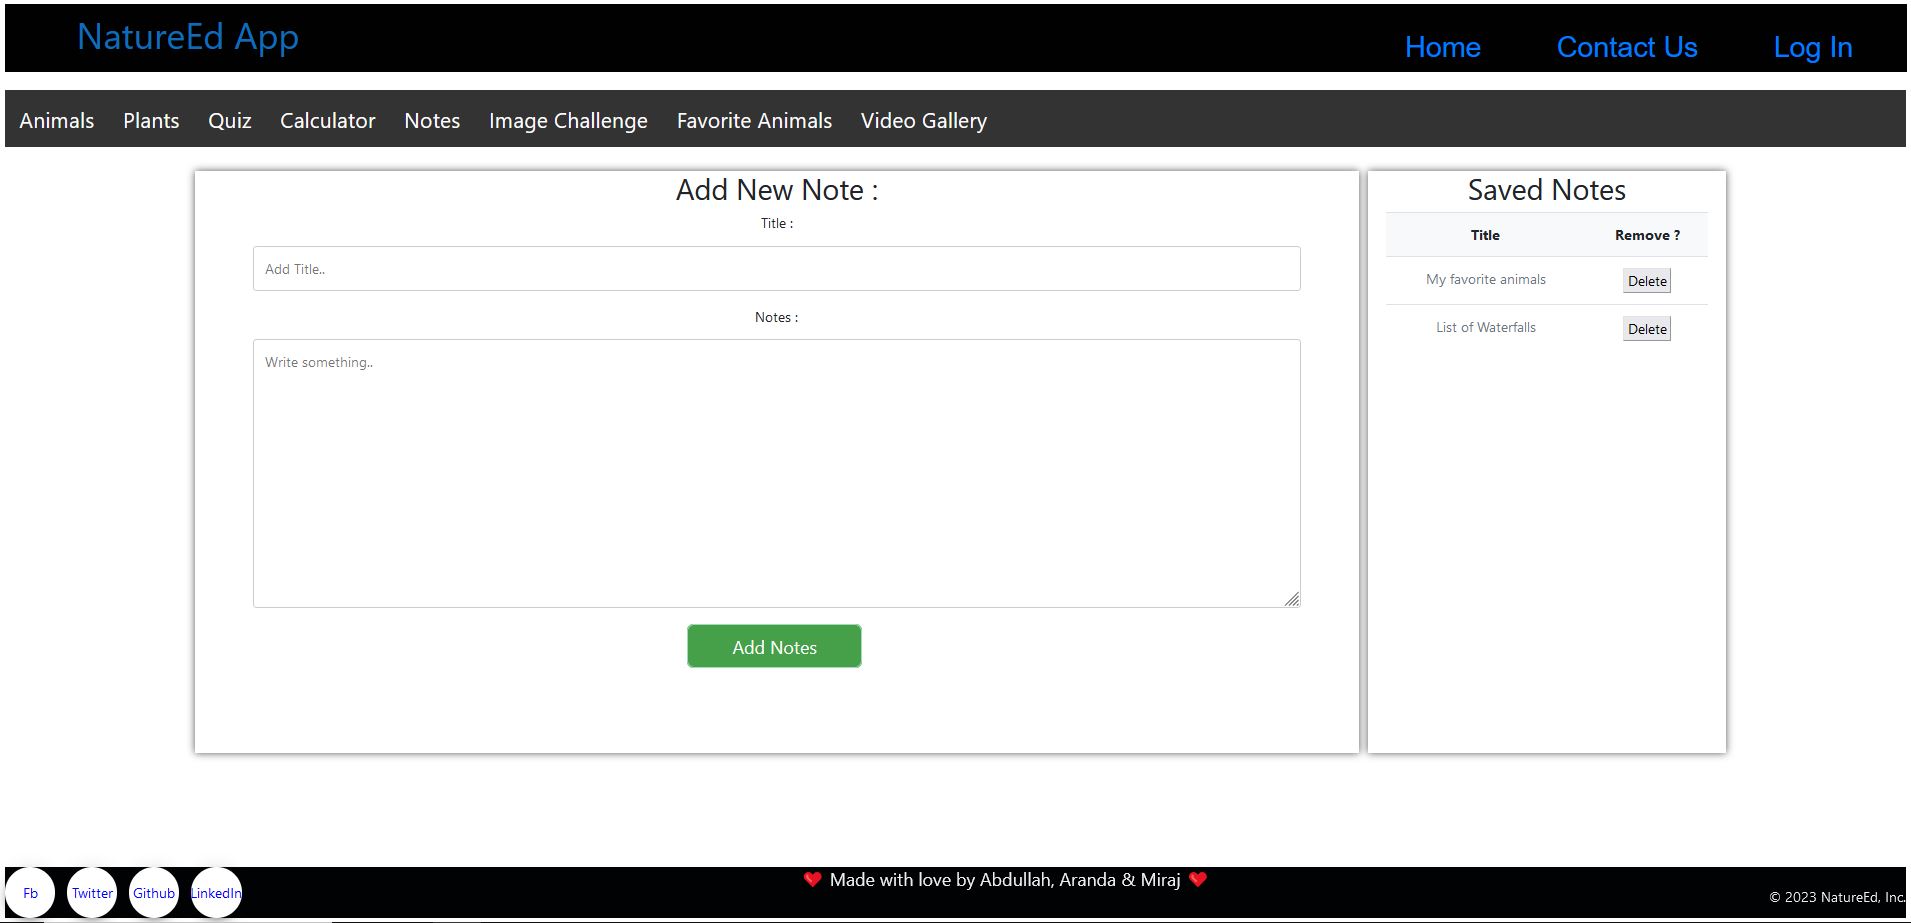 NatureEd App
Home Contact Us Log In
Animals Plants Quiz Calculator Notes Image Challenge Favorite Animals Video Gallery
Add New Note :
Title :
Add Title..
Notes :
Write something..
Add Notes
Saved Notes
Title Remove ?
My favorite animals Delete
List of Waterfalls Delete
Fb Twitter Github LinkedIn
❤️ Made with love by Abdullah, Aranda & Miraj ❤️
© 2023 NatureEd, Inc.